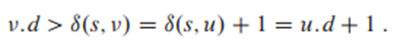 ν.d > δ(s, ν) = δ(s, u) + 1 = u.d + 1 .